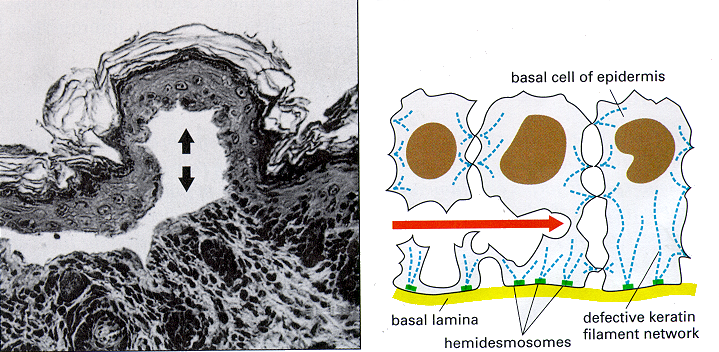 basal cell of epidermis
basal lamina
hemidesmosomes
defective keratin
filament network